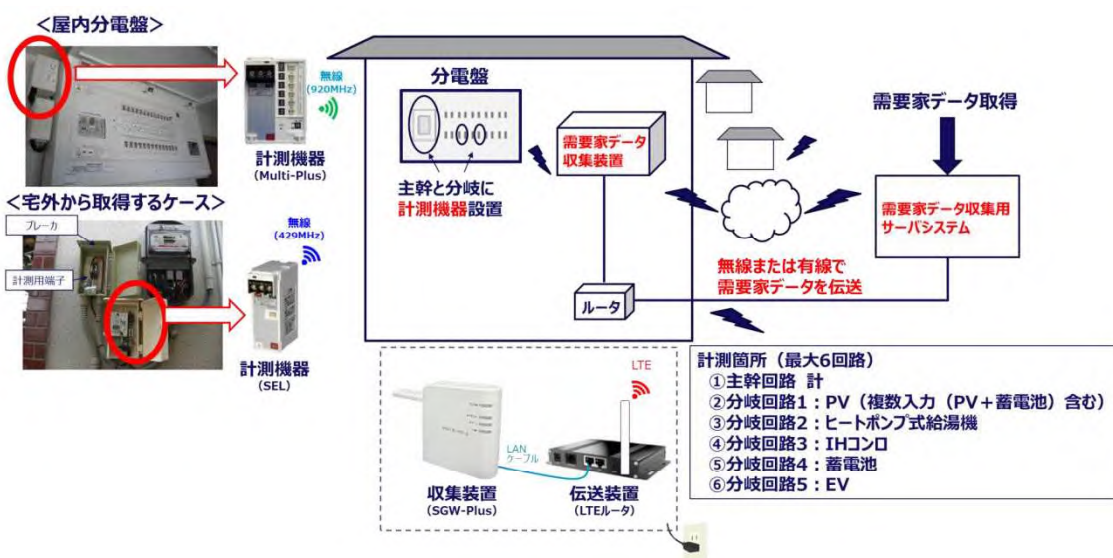 <屋内分電盤>
無線
(920MHz)
計測機器
(Multi-Plus)
<宅外から取得するケース>
ブレーカ
計測用端子
無線
(429MHz)
計測機器
(SEL)
分電盤
主幹と分岐に
計測機器設置
需要家データ
収集装置
ルータ
需要家データ取得
需要家データ収集用
サーバシステム
無線または有線で
需要家データを伝送
LTE
LAN
ケーブル
収集装置
(SGW-Plus)
伝送装置
(LTEルータ)
計測箇所（最大6回路）
①主幹回路 計
②分岐回路1：PV（複数入力（PV＋蓄電池）含む）
③分岐回路2：ヒートポンプ式給湯機
④分岐回路3：IHコンロ
⑤分岐回路4：蓄電池
⑥分岐回路5：EV